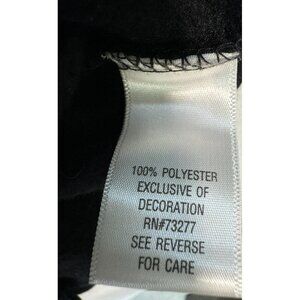 100% POLYESTER
EXCLUSIVE OF
DECORATION
RN#73277
SEE REVERSE
FOR CARE